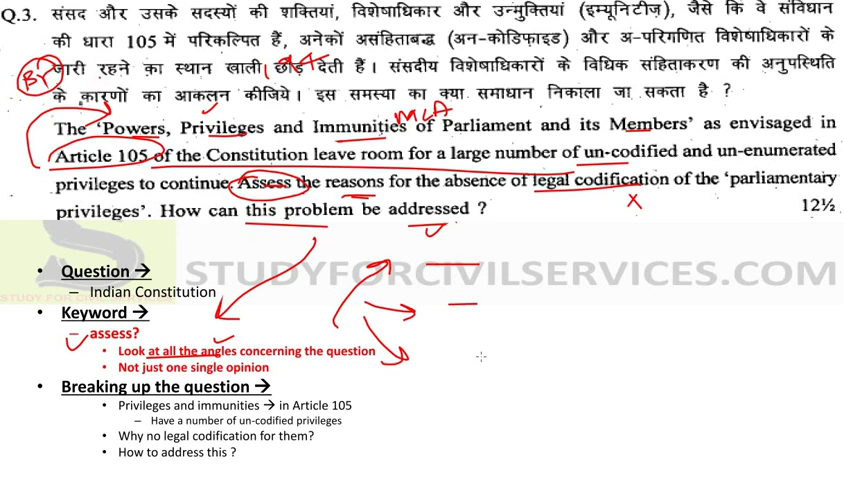 Q.3. संसद और उसके सदस्यों की शक्तियां, विशेषाधिकार और उन्मुक्तियां (इम्यूनिटीज़), जैसे कि वे संविधान
की धारा 105 में परिकल्पित हैं, अनेकों असंहिताबद्ध (अन-कोडिफ़ाइड) और अ-परिगणित विशेषाधिकारों के
जारी रहने का स्थान खाली छोड़ देती हैं। संसदीय विशेषाधिकारों के विधिक संहिताकरण की अनुपस्थिति
के कारणों का आकलन कीजिये। इस समस्या का क्या समाधान निकाला जा सकता है ?
MLA
The 'Powers, Privileges and Immunities of Parliament and its Members' as envisaged in
Article 105 of the Constitution leave room for a large number of un-codified and un-enumerated
privileges to continue. Assess the reasons for the absence of legal codification of the 'parliamentary
privileges'. How can this problem be addressed ? 12½
STUDYFORCIVILSERVICES.COM
• Question →
– Indian Constitution
• Keyword →
– assess?
• Look at all the angles concerning the question
• Not just one single opinion
• Breaking up the question →
• Privileges and immunities → in Article 105
– Have a number of un-codified privileges
• Why no legal codification for them?
• How to address this ?